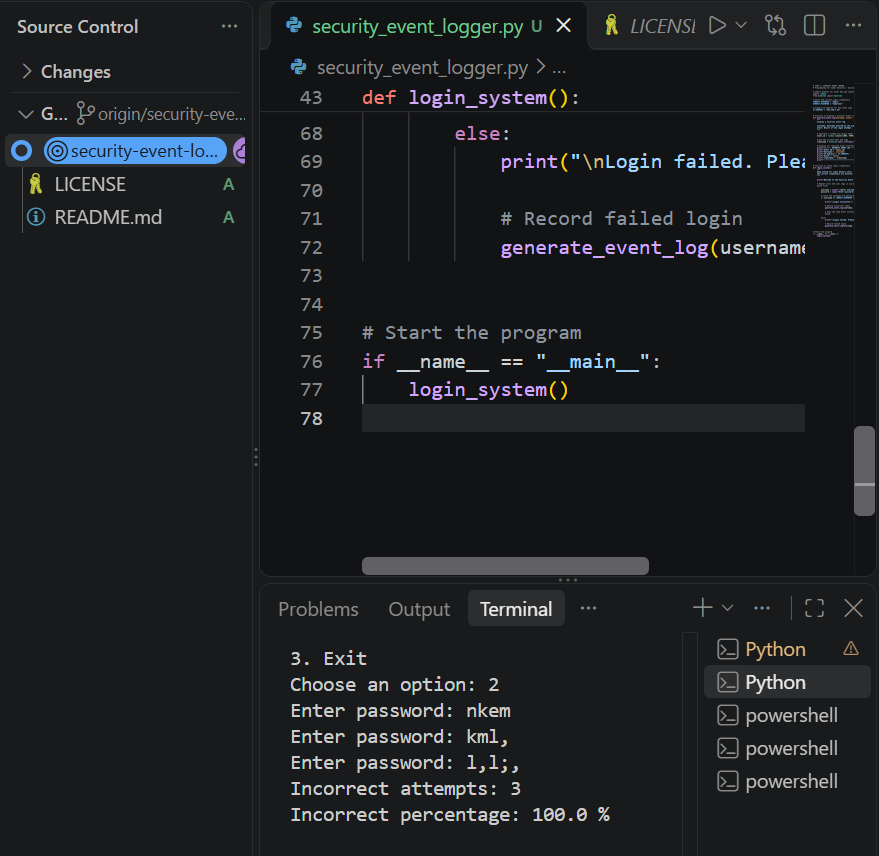 Source Control
Changes
G... origin/security-eve...
security-event-lo...
LICENSE A
README.md A
security_event_logger.py U
LICENSE
security_event_logger.py > ...
43 def login_system():
68 else:
69 print("\nLogin failed. Plea
70
71 # Record failed login
72 generate_event_log(username
73
74
75 # Start the program
76 if __name__ == "__main__":
77 login_system()
78
Problems Output Terminal
3. Exit
Choose an option: 2
Enter password: nkem
Enter password: kml,
Enter password: l,l;,
Incorrect attempts: 3
Incorrect percentage: 100.0 %
Python
Python
powershell
powershell
powershell